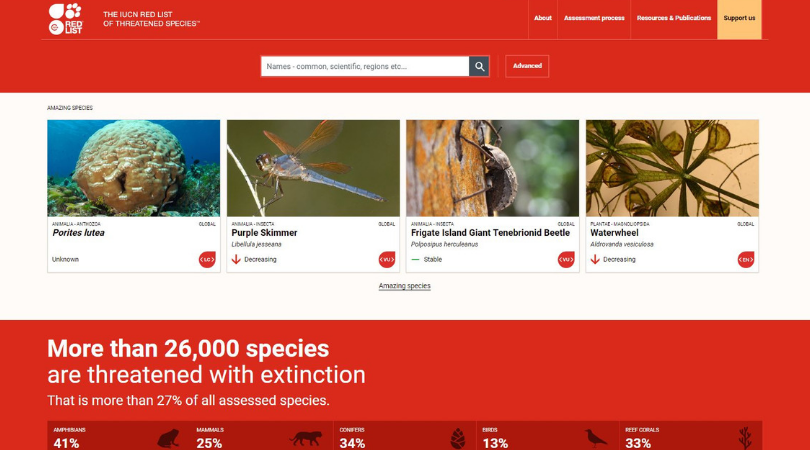 RED
LIST
THE IUCN RED LIST
OF THREATENED SPECIES™
About
Assessment process
Resources & Publications
Support us
Names - common, scientific, regions etc...
Advanced
AMAZING SPECIES
ANIMALIA - ANTHOZOA GLOBAL
Porites lutea
Unknown LC
ANIMALIA - INSECTA GLOBAL
Purple Skimmer
Libellula jesseana
Decreasing VU
ANIMALIA - INSECTA GLOBAL
Frigate Island Giant Tenebrionid Beetle
Polposipus herculeanus
Stable VU
PLANTAE - MAGNOLIOPSIDA GLOBAL
Waterwheel
Aldrovanda vesiculosa
Decreasing EN
Amazing species
More than 26,000 species
are threatened with extinction
That is more than 27% of all assessed species.
AMPHIBIANS
41%
MAMMALS
25%
CONIFERS
34%
BIRDS
13%
REEF CORALS
33%